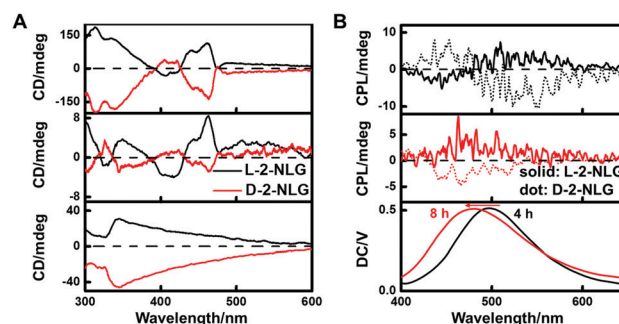 A
B
150
0
-150
CD/mdeg
10
0
-10
CPL/mdeg
8
0
8
CD/mdeg
L-2-NLG
D-2-NLG
5
0
-5
CPL/mdeg
solid: L-2-NLG
dot: D-2-NLG
40
0
-40
CD/mdeg
0.5
0.0
DC/V
8 h
4 h
300 400 500 600
Wavelength/nm
400 500 600
Wavelength/nm